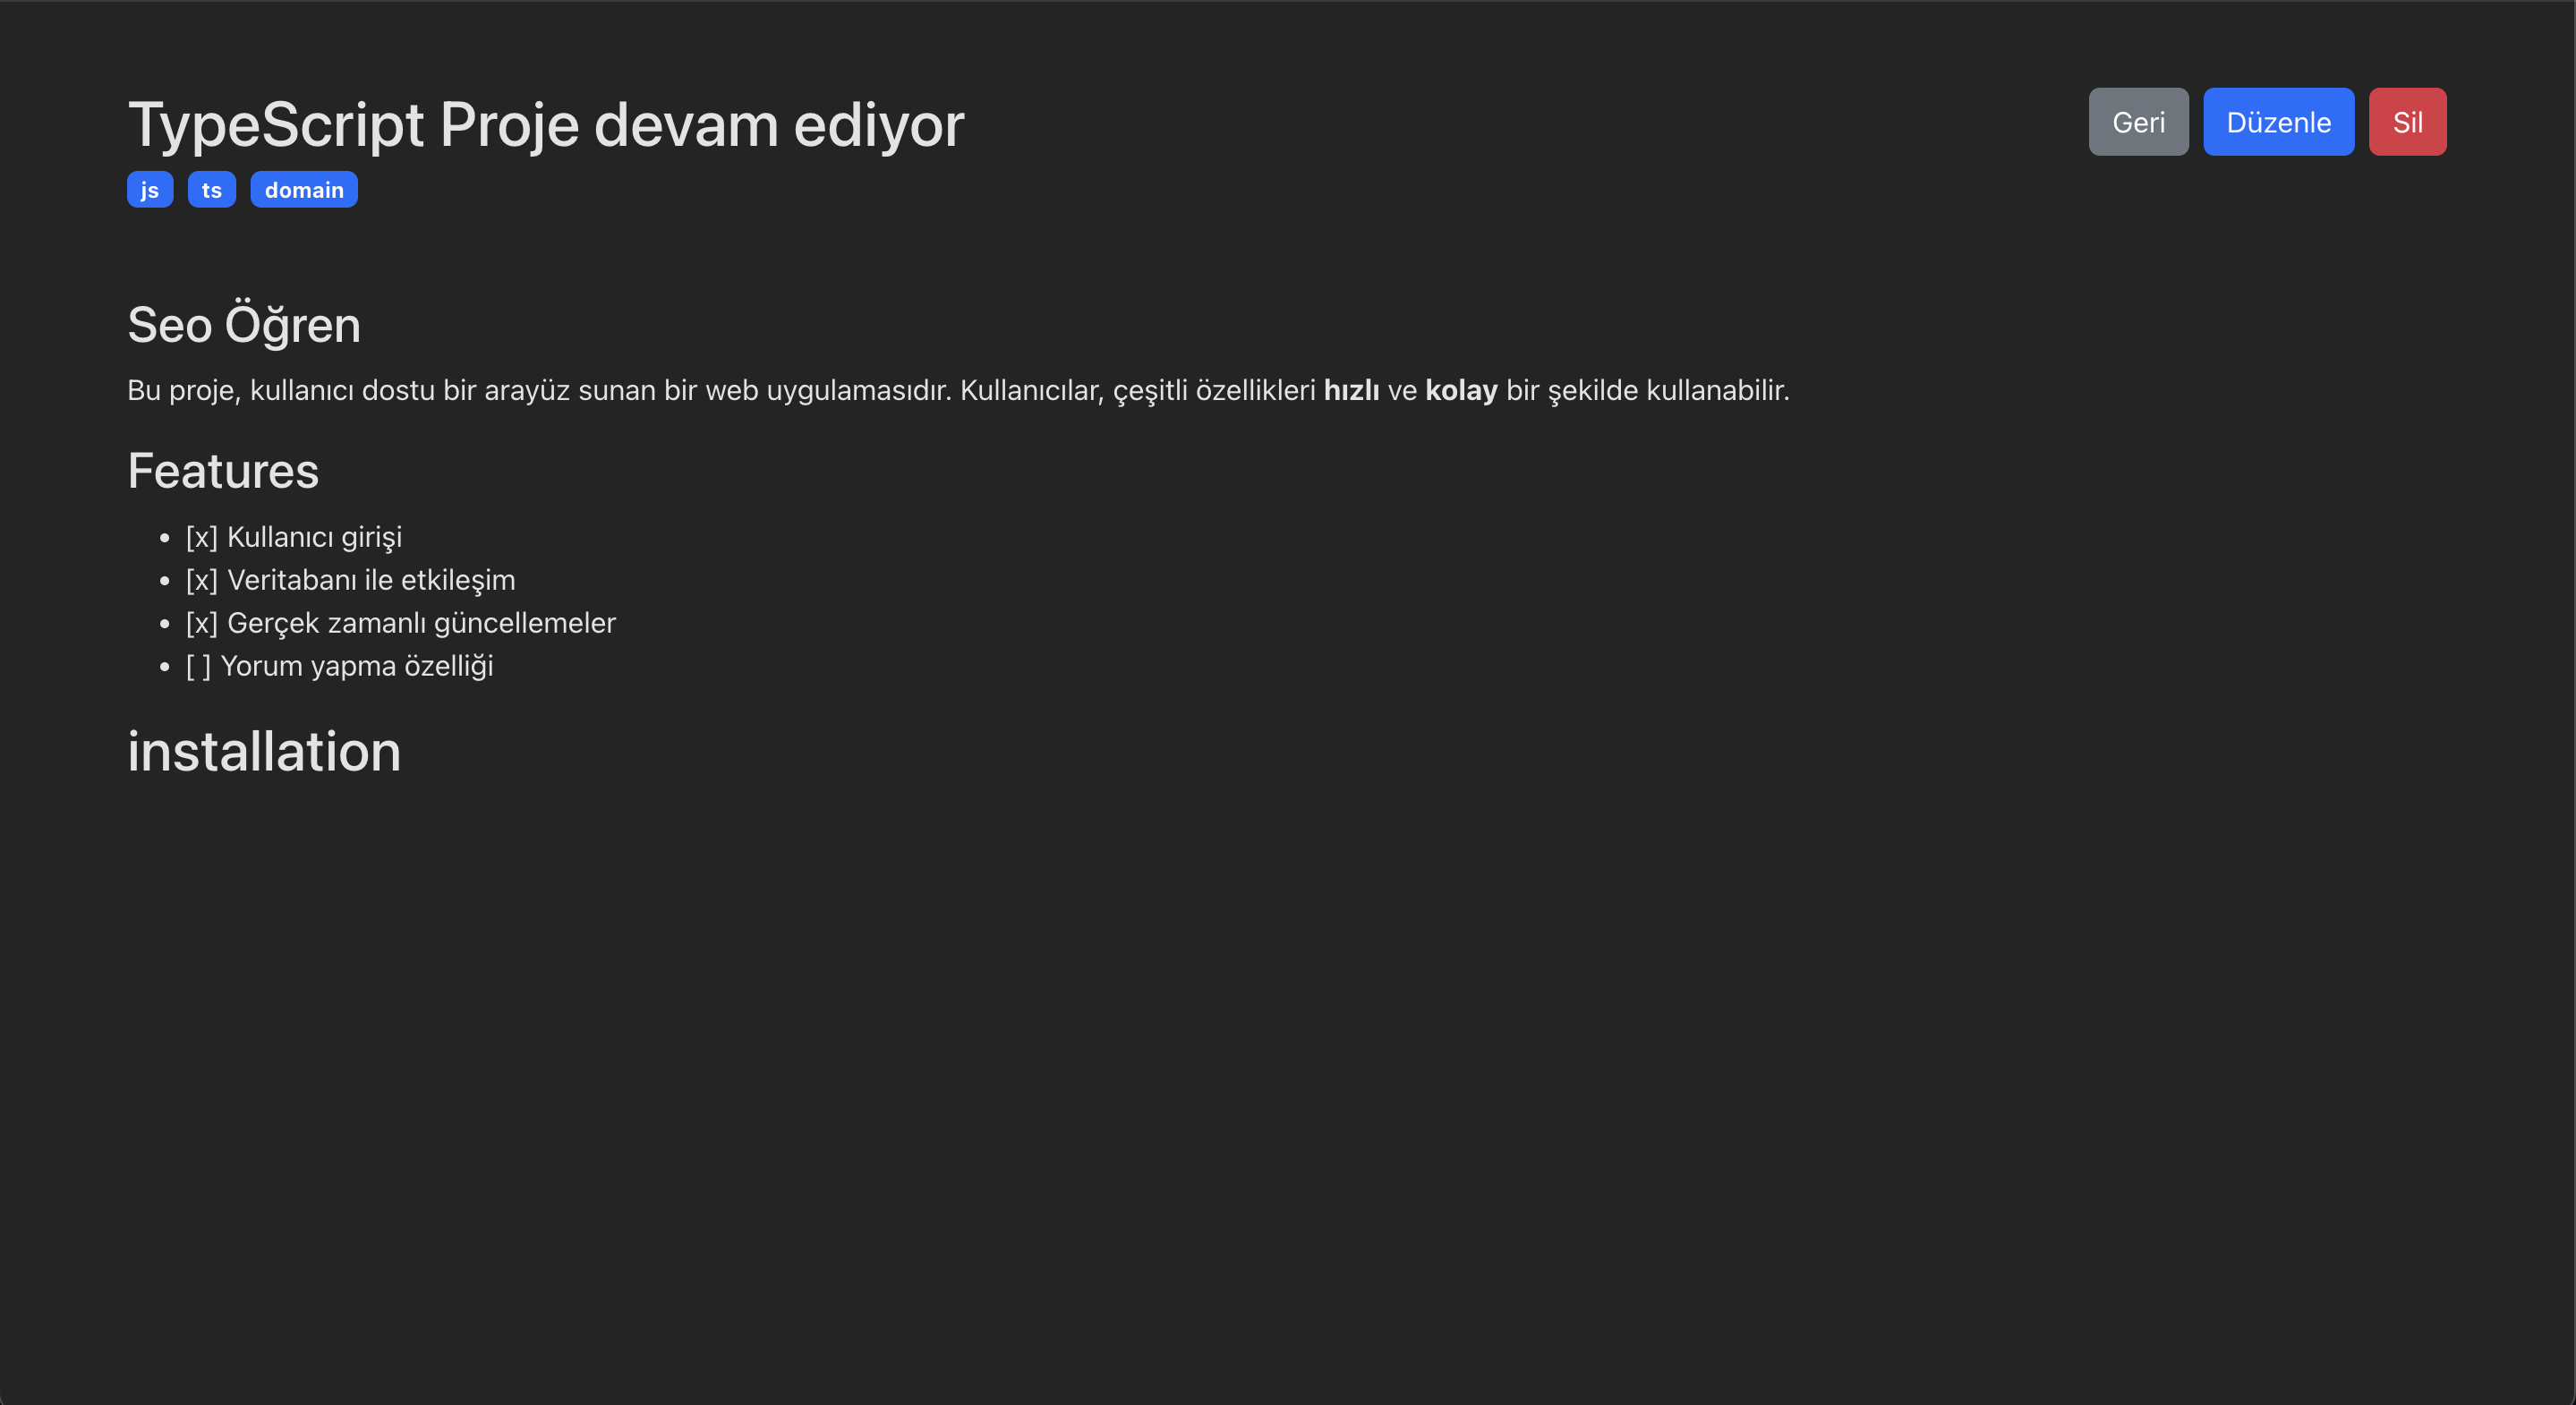 TypeScript Proje devam ediyor
Geri Düzenle Sil
js ts domain
Seo Öğren
Bu proje, kullanıcı dostu bir arayüz sunan bir web uygulamasıdır. Kullanıcılar, çeşitli özellikleri hızlı ve kolay bir şekilde kullanabilir.
Features
• [x] Kullanıcı girişi
• [x] Veritabanı ile etkileşim
• [x] Gerçek zamanlı güncellemeler
• [ ] Yorum yapma özelliği
installation